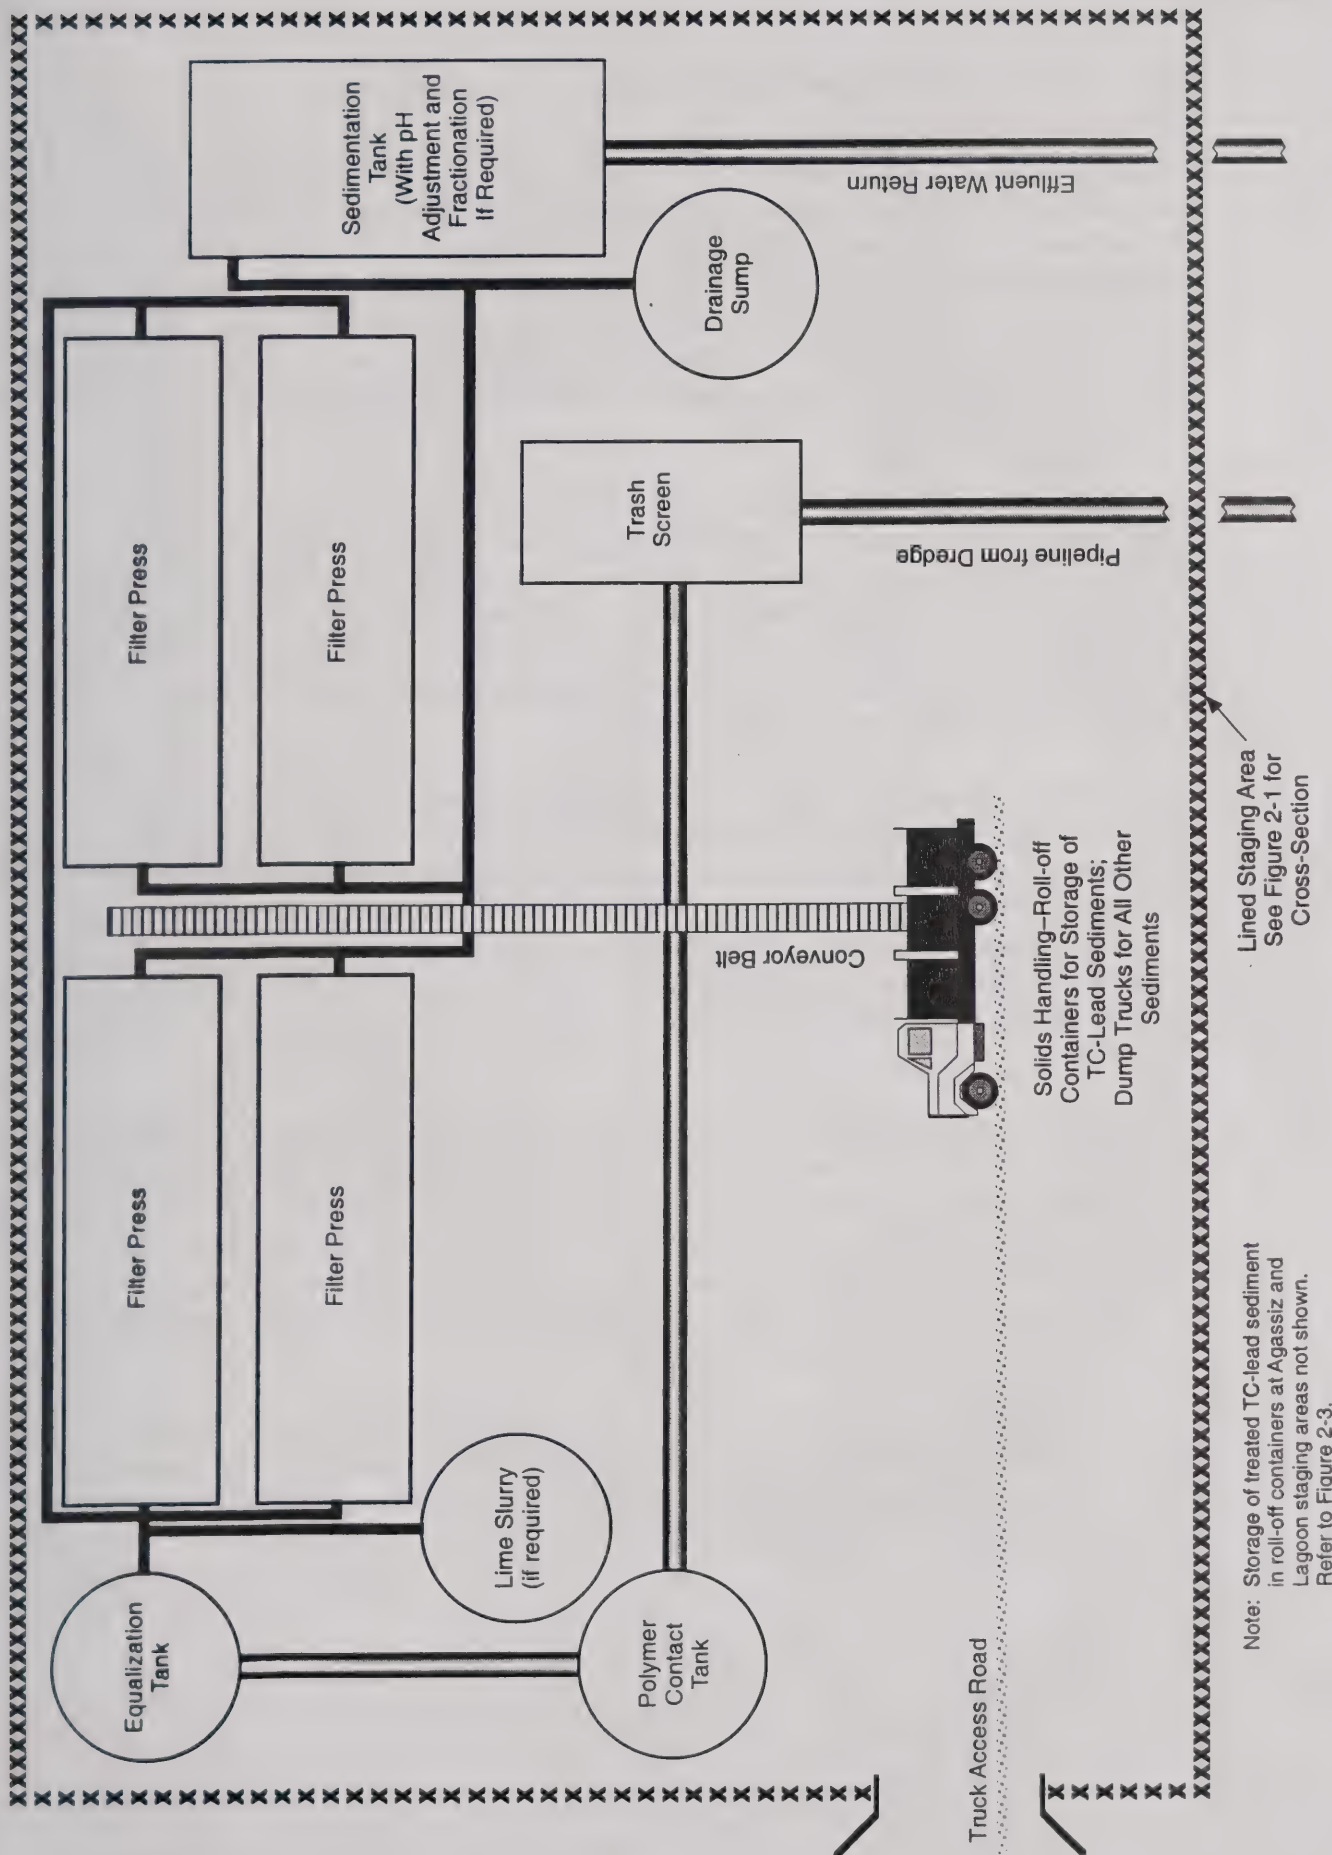 Equalization
Tank
Filter Press
Filter Press
Filter Press
Filter Press
Sedimentation
Tank
(With pH
Adjustment and
Fractionation
If Required)
Lime Slurry
(if required)
Polymer
Contact
Tank
Trash
Screen
Drainage
Sump
Conveyor Belt
Pipeline from Dredge
Effluent Water Return
Truck Access Road
Solids Handling–Roll-off
Containers for Storage of
TC-Lead Sediments;
Dump Trucks for All Other
Sediments
Lined Staging Area
See Figure 2-1 for
Cross-Section
Note: Storage of treated TC-lead sediment
in roll-off containers at Agassiz and
Lagoon staging areas not shown.
Refer to Figure 2-3.